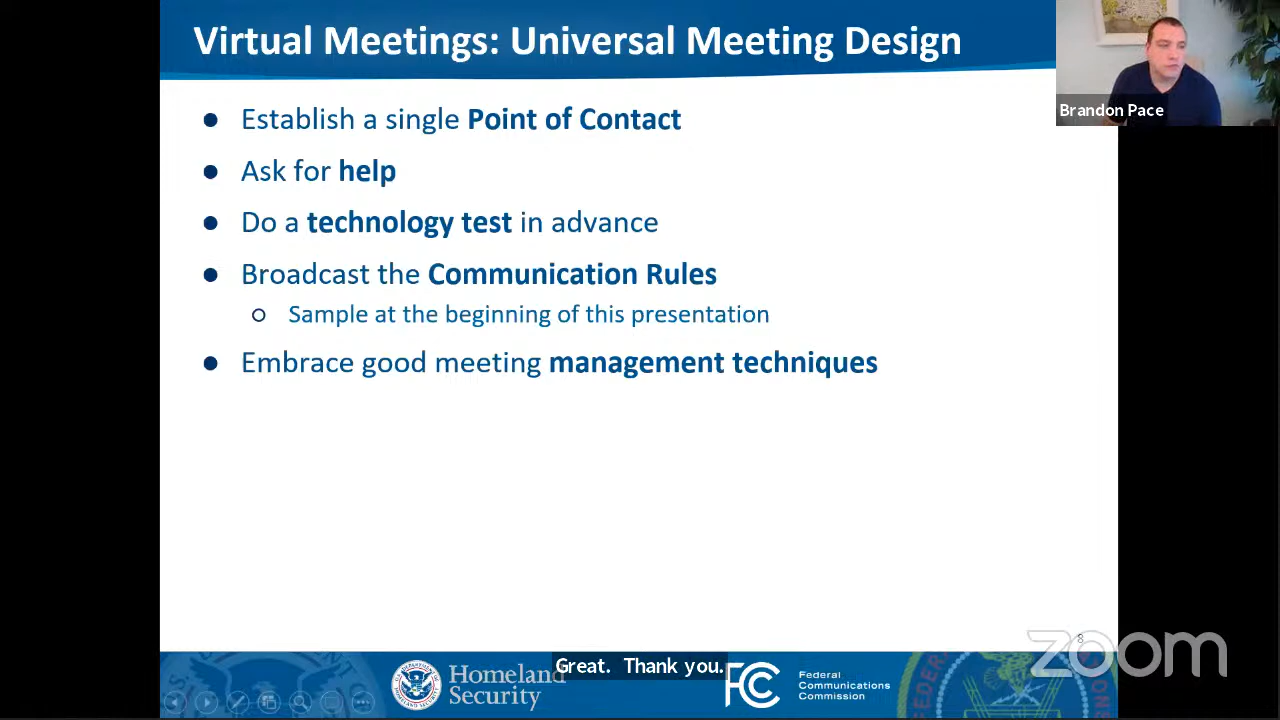 Virtual Meetings: Universal Meeting Design
Brandon Pace
Establish a single Point of Contact
Ask for help
Do a technology test in advance
Broadcast the Communication Rules
Sample at the beginning of this presentation
Embrace good meeting management techniques
8
zoom
Homeland
Security
Great. Thank you.
FCC
Federal
Communications
Commission